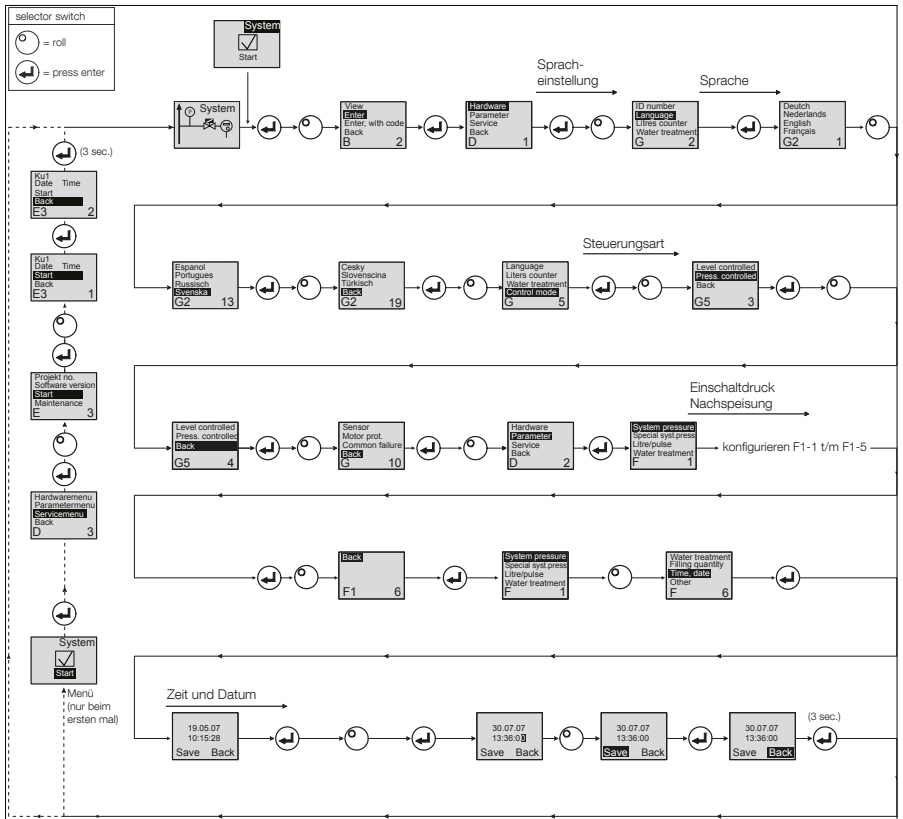 selector switch
= roll
= press enter
System
Start
Sprach-
einstellung
Sprache
System
P
View
Enter
Enter, with code
Back
B 2
Hardware
Parameter
Service
Back
D 1
ID number
Language
Litres counter
Water treatment
G 2
Deutch
Nederlands
English
Français
G2 1
(3 sec.)
Ku1
Date Time
Start
Back
E3 2
Ku1
Date Time
Start
Back
E3 1
Steuerungsart
Espanol
Portugues
Russisch
Svenska
G2 13
Cesky
Slovenscina
Türkisch
Back
G2 19
Language
Liters counter
Water treatment
Control mode
G 5
Level controlled
Press. controlled
Back
G5 3
Projekt no.
Software version
Start
Maintenance
E 3
Einschaltdruck
Nachspeisung
Level controlled
Press. controlled
Back
G5 4
Sensor
Motor prot.
Common failure
Back
G 10
Hardware
Parameter
Service
Back
D 2
System pressure
Special syst.press
Litre/pulse
Water treatment
F 1
konfigurieren F1-1 t/m F1-5
Hardwaremenu
Parametermenu
Servicemenu
Back
D 3
Back
F1 6
System pressure
Special syst.press
Litre/pulse
Water treatment
F 1
Water treatment
Filling quantity
Time, date
Other
F 6
System
Start
Menü
(nur beim
ersten mal)
Zeit und Datum
19.05.07
10:15:28
Save Back
30.07.07
13:36:00
Save Back
30.07.07
13:36:00
Save Back
30.07.07
13:36:00
Save Back
(3 sec.)